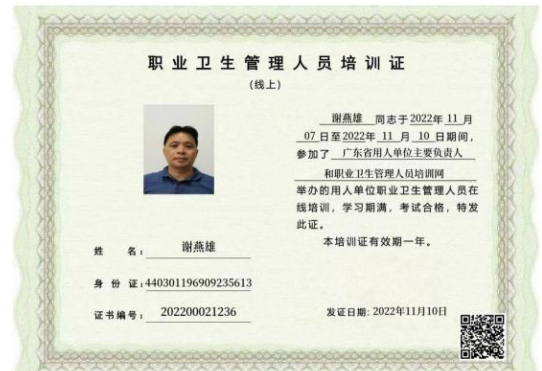 职业卫生管理人员培训证
(线上)
谢燕雄 同志于2022年 11 月
07 日至2022年 11 月 10 日期间，
参加了 广东省用人单位主要负责人
和职业卫生管理人员培训网
举办的用人单位职业卫生管理人员在
线培训，学习期满，考试合格，特发
此证。
本培训证有效期一年。
姓 名：谢燕雄
身 份 证：440301196909235613
证书编号：202200021236
发证日期：2022年11月10日